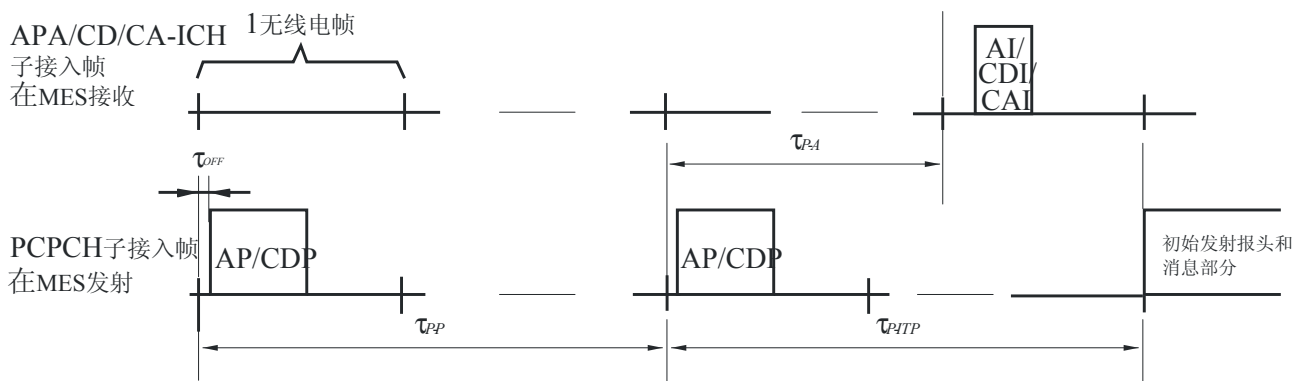 APA/CD/CA-ICH
子接入帧
在MES接收
1无线电帧
AI/
CDI/
CAI
τP-A
τOFF
PCPCH子接入帧
在MES发射
AP/CDP
AP/CDP
初始发射报头和
消息部分
τP-P
τP-ITP